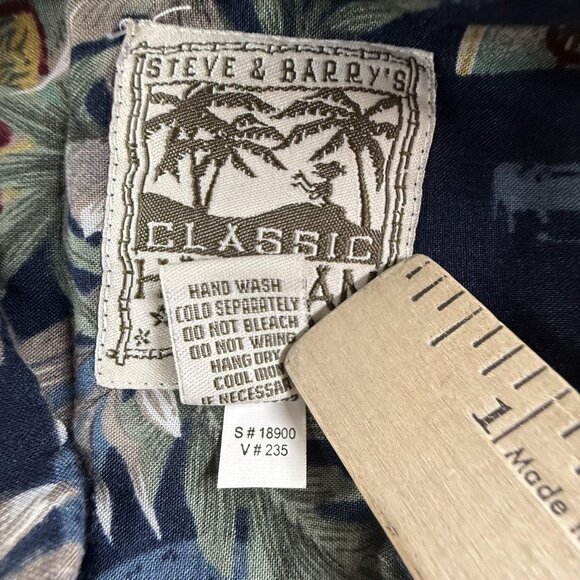 STEVE & BARRY'S
CLASSIC
HAND WASH
COLD SEPARATELY
DO NOT BLEACH
DO NOT WRING
HANG DRY
COOL IRON
IF NECESSARY
S # 18900
V # 235
1
Made